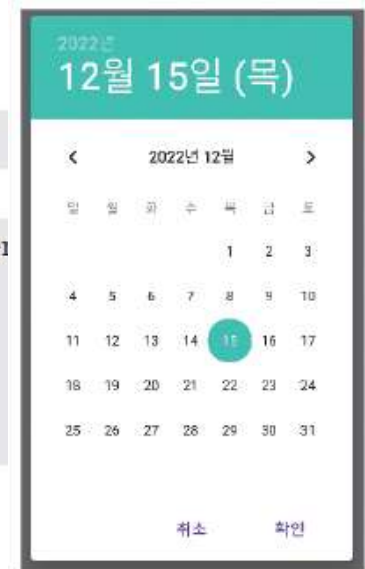 2022년
12월 15일 (목)
2022년 12월
일 월 화 수 목 금 토
1 2 3
4 5 6 7 8 9 10
11 12 13 14 15 16 17
18 19 20 21 22 23 24
25 26 27 28 29 30 31
취소 확인